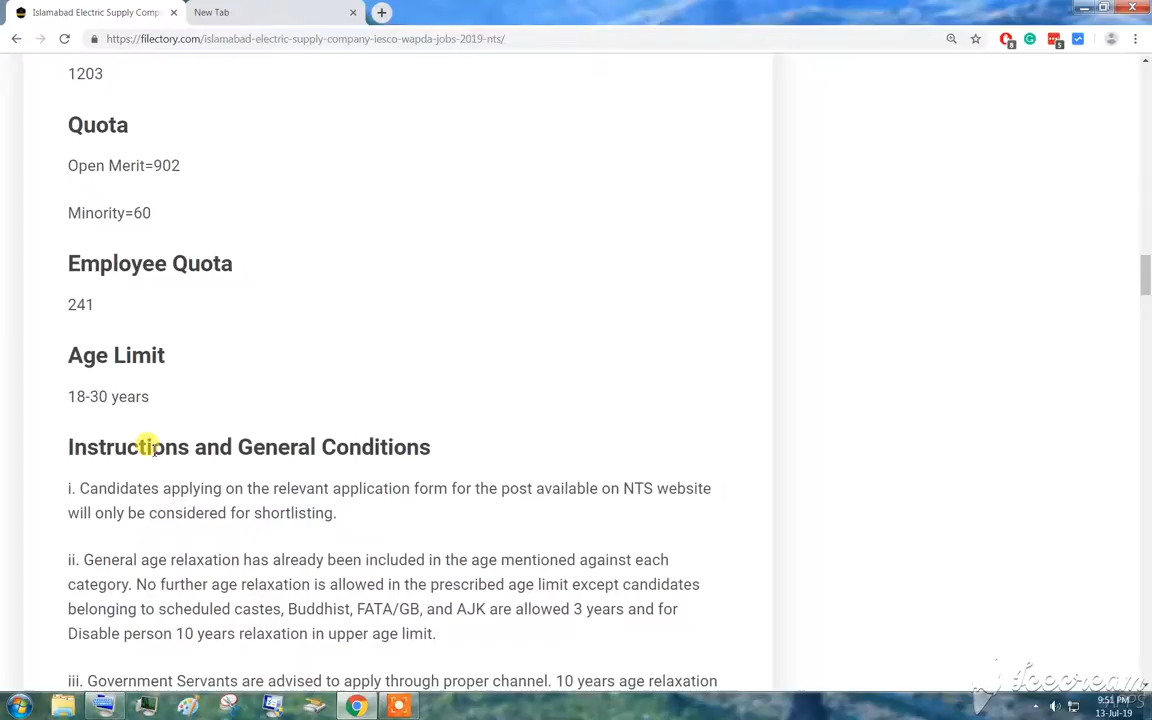 Islamabad Electric Supply Comp
New Tab
https://filectory.com/islamabad-electric-supply-company-iesco-wapda-jobs-2019-nts/
8
5
1203
Quota
Open Merit=902
Minority=60
Employee Quota
241
Age Limit
18-30 years
Instructions and General Conditions
i. Candidates applying on the relevant application form for the post available on NTS website
will only be considered for shortlisting.
ii. General age relaxation has already been included in the age mentioned against each
category. No further age relaxation is allowed in the prescribed age limit except candidates
belonging to scheduled castes, Buddhist, FATA/GB, and AJK are allowed 3 years and for
Disable person 10 years relaxation in upper age limit.
iii. Government Servants are advised to apply through proper channel. 10 years age relaxation
Icecream
APPS
9:51 PM
13-Jul-19